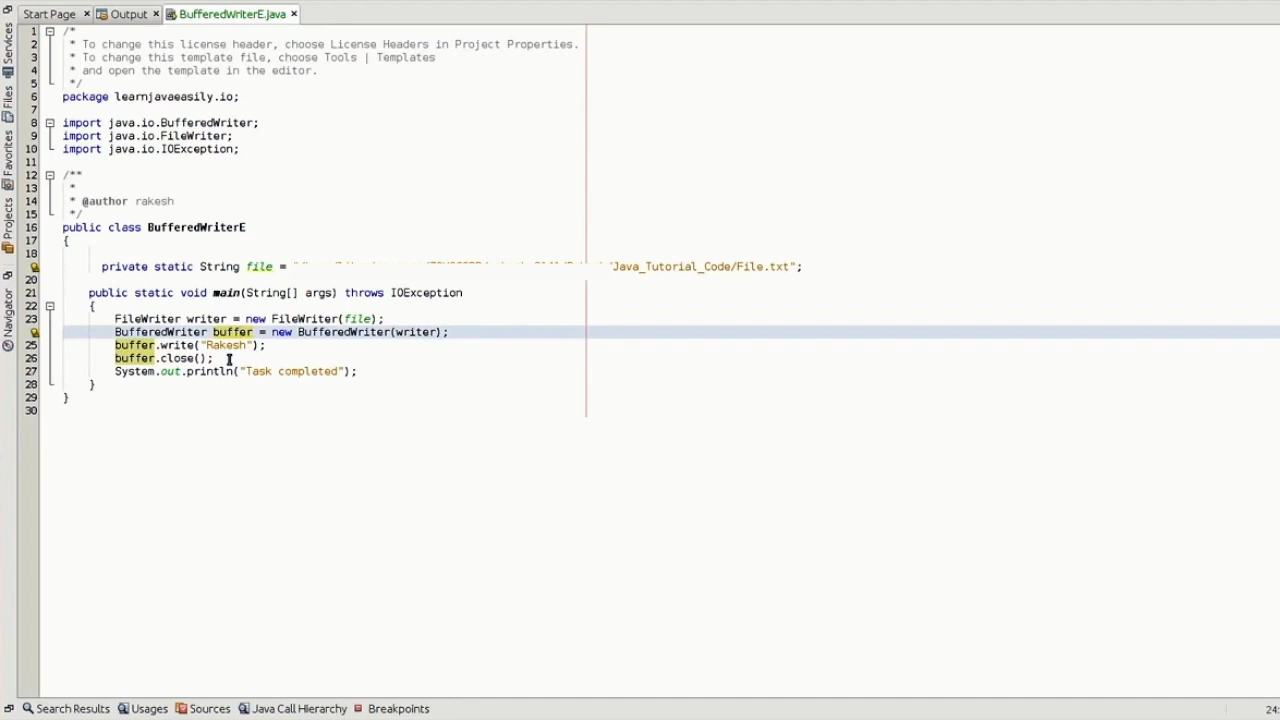 Start Page
Output
BufferedWriterE.java
Services
Files
Favorites
Projects
Navigator
1 /*
2 * To change this license header, choose License Headers in Project Properties.
3 * To change this template file, choose Tools | Templates
4 * and open the template in the editor.
5 */
6 package learnjavaeasily.io;
7
8 import java.io.BufferedWriter;
9 import java.io.FileWriter;
10 import java.io.IOException;
11
12 /**
13 *
14 * @author rakesh
15 */
16 public class BufferedWriterE
17 {
18
private static String file = " /Java_Tutorial_Code/File.txt";
20
21 public static void main(String[] args) throws IOException
22 {
23 FileWriter writer = new FileWriter(file);
BufferedWriter buffer = new BufferedWriter(writer);
25 buffer.write("Rakesh");
26 buffer.close();
27 System.out.println("Task completed");
28 }
29 }
30
Search Results
Usages
Sources
Java Call Hierarchy
Breakpoints
24: